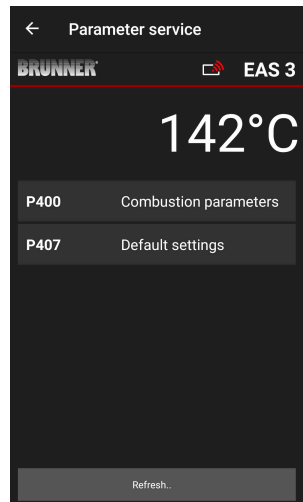 Parameter service
BRUNNER EAS 3
142°C
P400 Combustion parameters
P407 Default settings
Refresh..